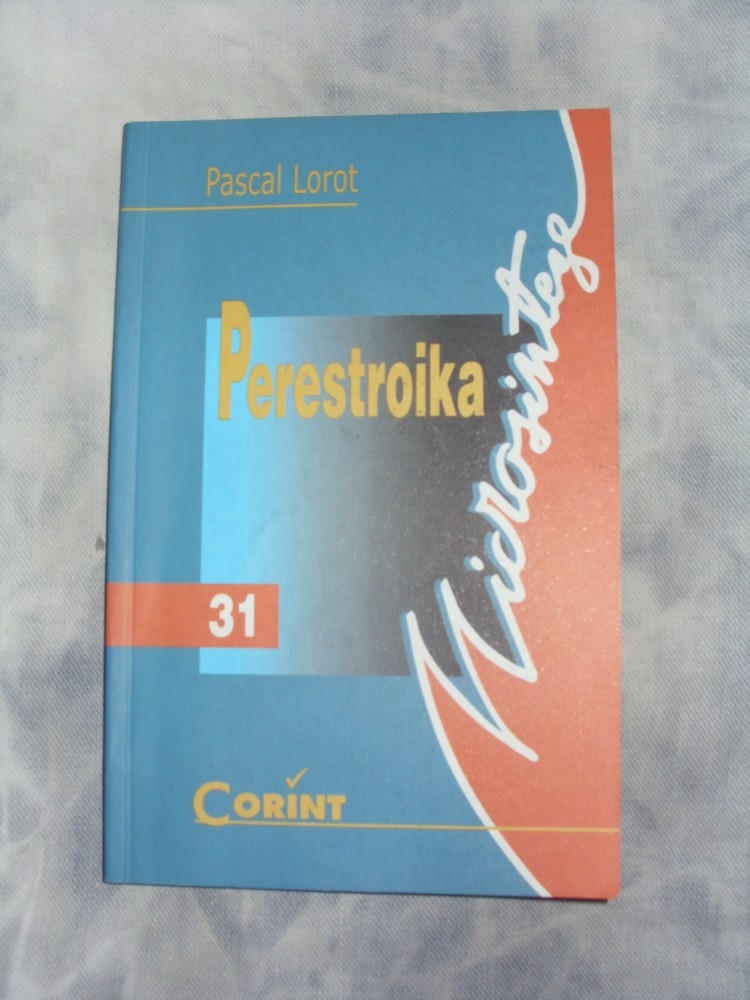 Pascal Lorot
Perestroika
Microsinteze
31
CORINT